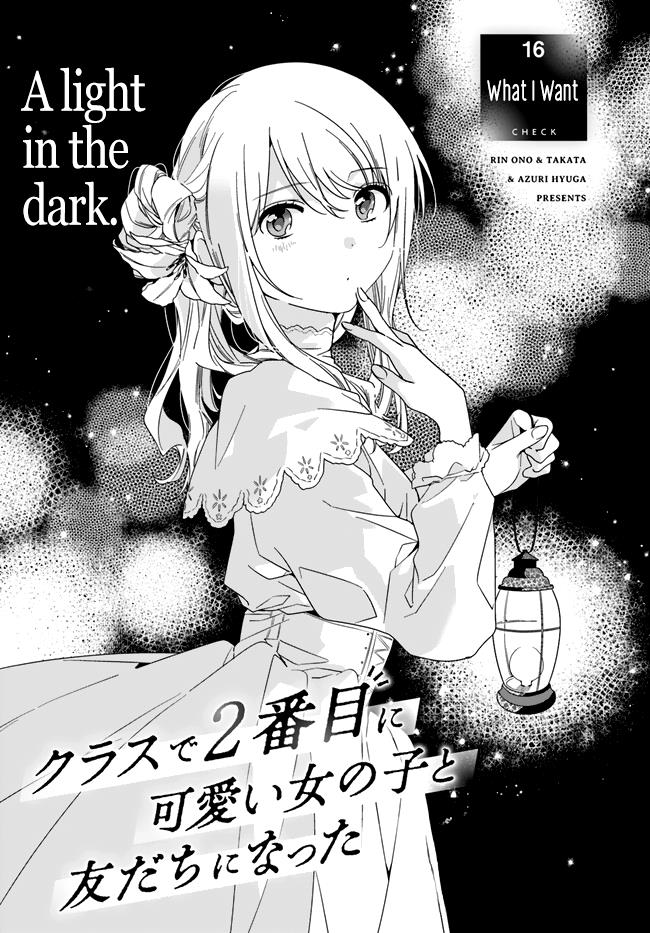 A light
in the
dark.
16
What I Want
CHECK
RIN ONO & TAKATA
& AZURI HYUGA
PRESENTS
クラスで2番目に
可愛い女の子と
友だちになった